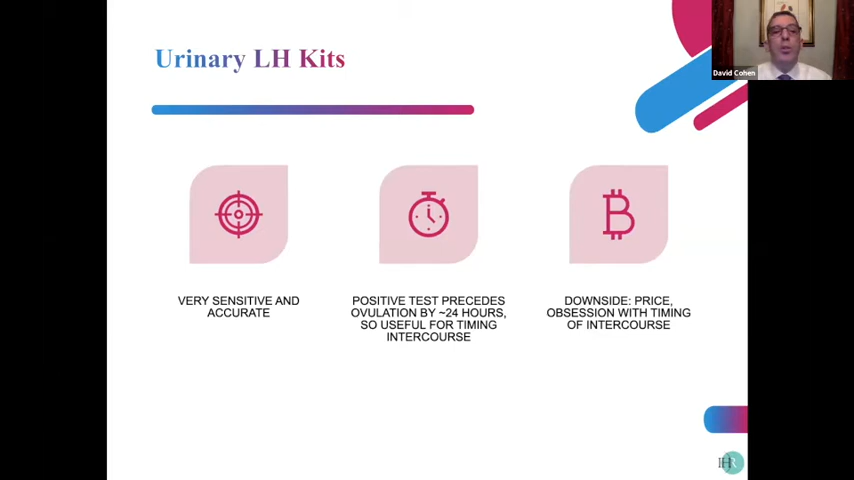 Urinary LH Kits
David Cohen
VERY SENSITIVE AND
ACCURATE
POSITIVE TEST PRECEDES
OVULATION BY ~24 HOURS,
SO USEFUL FOR TIMING
INTERCOURSE
DOWNSIDE: PRICE,
OBSESSION WITH TIMING
OF INTERCOURSE
IHR